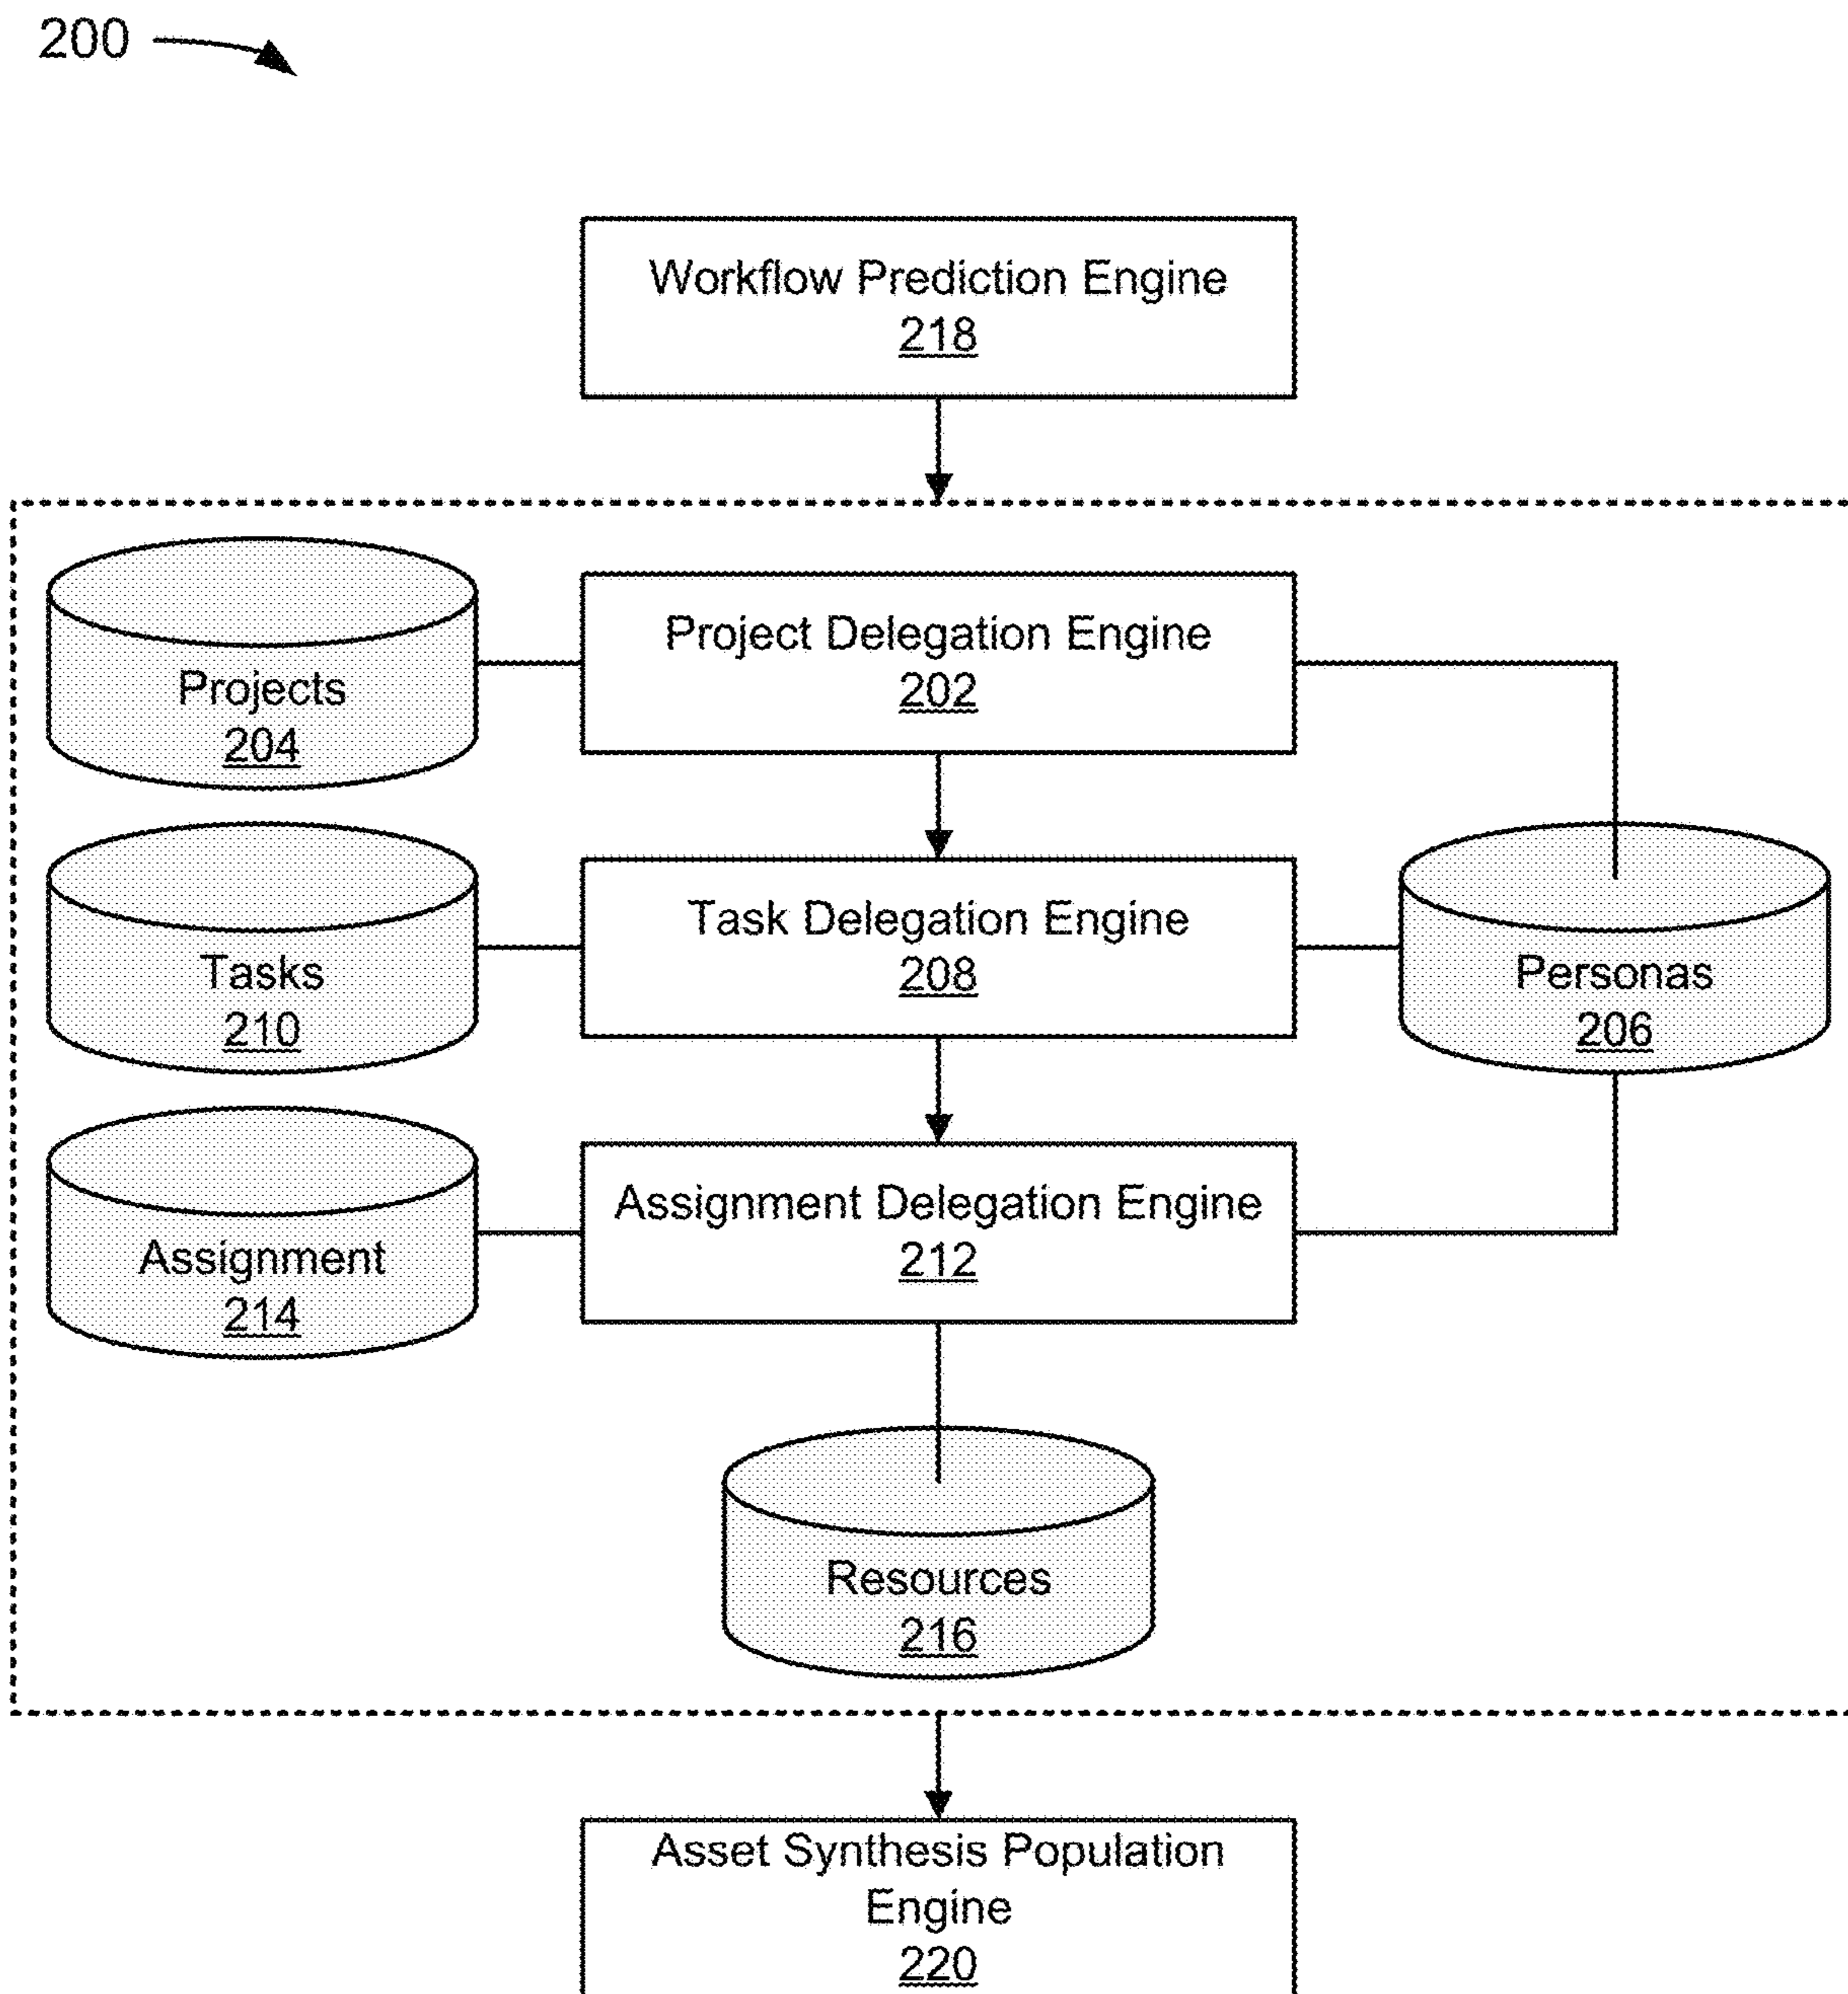 200
Workflow Prediction Engine
218
Project Delegation Engine
202
Projects
204
Task Delegation Engine
208
Tasks
210
Personas
206
Assignment Delegation Engine
212
Assignment
214
Resources
216
Asset Synthesis Population
Engine
220